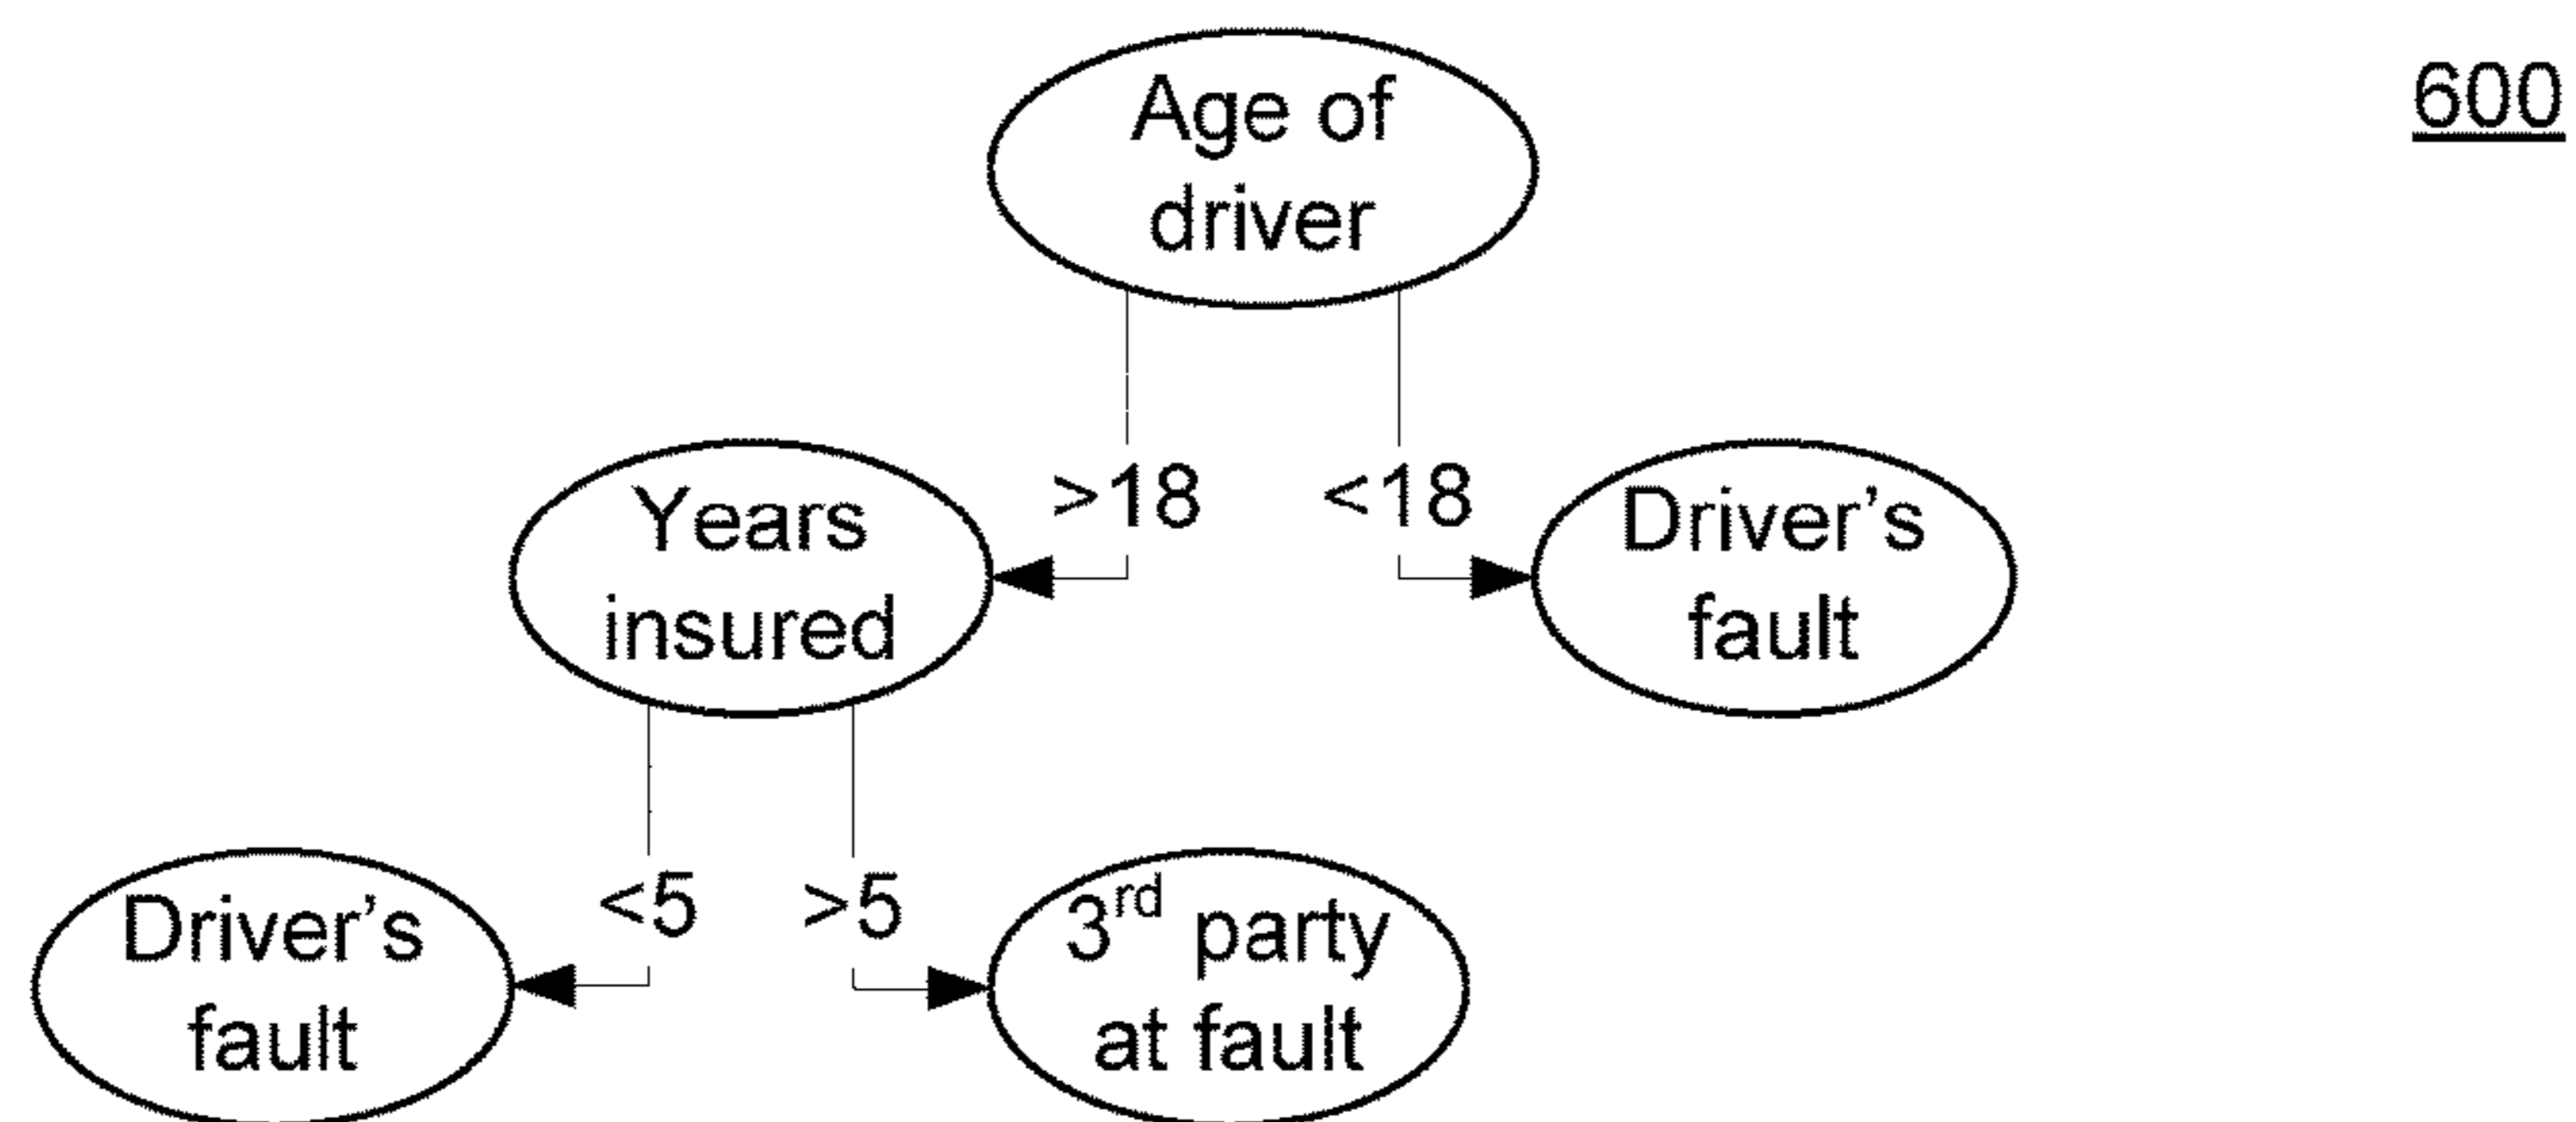 600
Age of
driver
>18
<18
Years
insured
Driver's
fault
<5
>5
Driver's
fault
3rd party
at fault